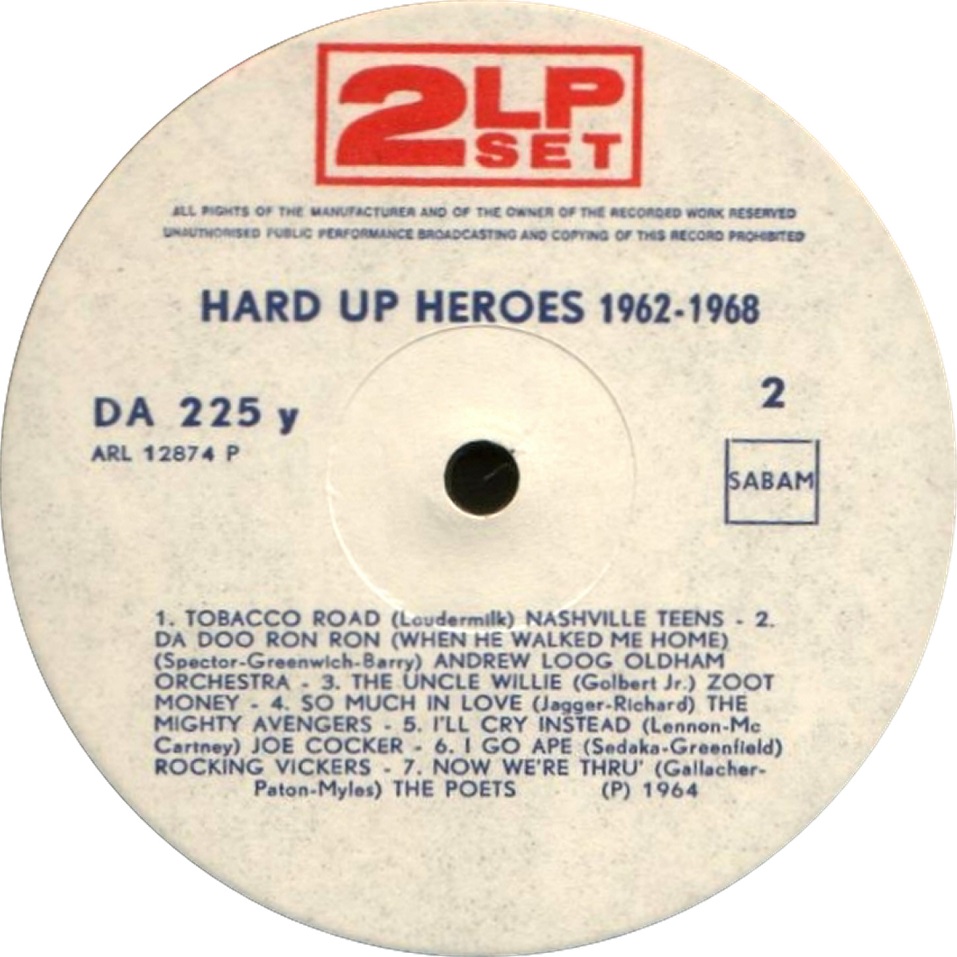 2 LP
SET
ALL RIGHTS OF THE MANUFACTURER AND OF THE OWNER OF THE RECORDED WORK RESERVED
UNAUTHORISED PUBLIC PERFORMANCE BROADCASTING AND COPYING OF THIS RECORD PROHIBITED
HARD UP HEROES 1962-1968
DA 225 y
ARL 12874 P
2
SABAM
1. TOBACCO ROAD (Loudermilk) NASHVILLE TEENS - 2.
DA DOO RON RON (WHEN HE WALKED ME HOME)
(Spector-Greenwich-Barry) ANDREW LOOG OLDHAM
ORCHESTRA - 3. THE UNCLE WILLIE (Golbert Jr.) ZOOT
MONEY - 4. SO MUCH IN LOVE (Jagger-Richard) THE
MIGHTY AVENGERS - 5. I'LL CRY INSTEAD (Lennon-Mc
Cartney) JOE COCKER - 6. I GO APE (Sedaka-Greenfield)
ROCKING VICKERS - 7. NOW WE'RE THRU' (Gallacher-
Paton-Myles) THE POETS (P) 1964